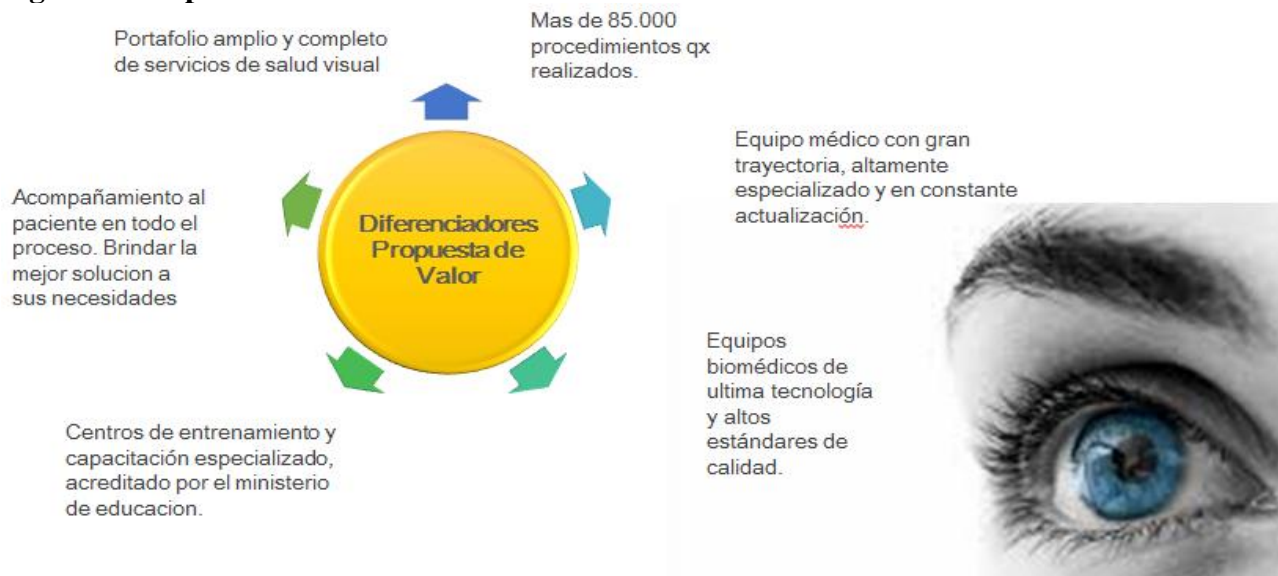 Mas de 85.000
procedimientos qx
realizados.
Portafolio amplio y completo
de servicios de salud visual
Equipo médico con gran
trayectoria, altamente
especializado y en constante
actualización.
Acompañamiento al
paciente en todo el
proceso. Brindar la
mejor solucion a
sus necesidades
Diferenciadores
Propuesta de
Valor
Equipos
biomédicos de
ultima tecnología
y altos
estándares de
calidad.
Centros de entrenamiento y
capacitación especializado,
acreditado por el ministerio
de educacion.